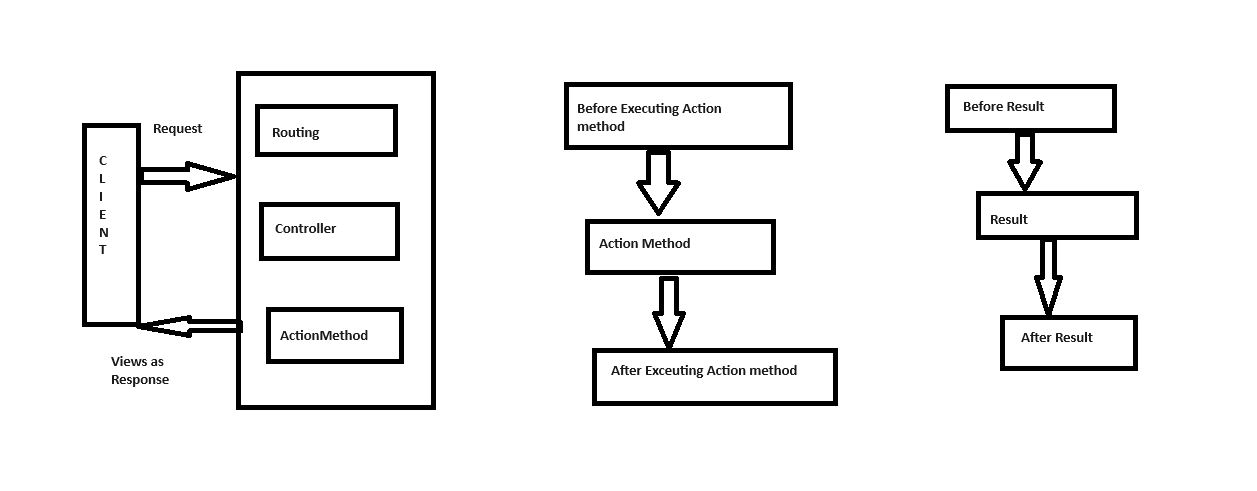 Request
C
L
I
E
N
T
Views as
Response
Routing
Controller
ActionMethod
Before Executing Action
method
Action Method
After Exceuting Action method
Before Result
Result
After Result